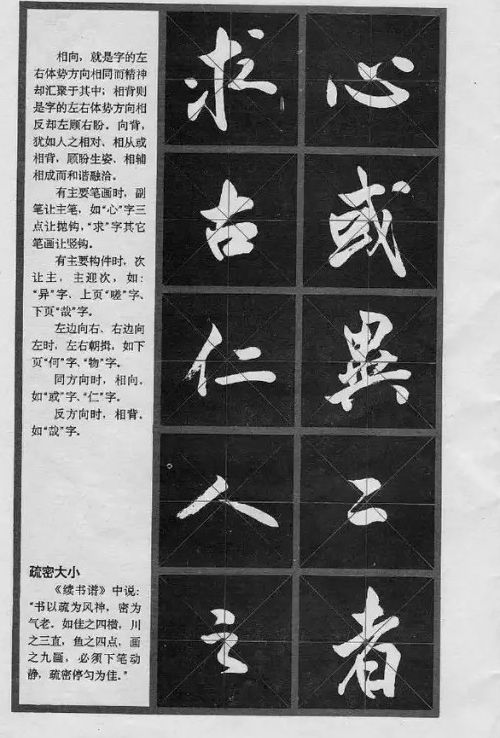 相向，就是字的左
右体势方向相同而精神
却汇聚于其中；相背则
是字的左右体势方向相
反却左顾右盼。向背，
犹如人之相对、相从或
相背，顾盼生姿、相辅
相成而和谐融洽。
有主要笔画时，副
笔让主笔，如“心”字三
点让抛钩，“求”字其它
笔画让竖钩。
有主要构件时，次
让主，主迎次，如：
“异”字、上页“嗟”字、
下页“哉”字。
左边向右、右边向
左时，左右朝揖，如下
页“何”字、“物”字。
同方向时，相向，
如“或”字、“仁”字。
反方向时，相背，
如“哉”字。
疏密大小
《续书谱》中说：
“书以疏为风神，密为
气老。如佳之四横，川
之三直，鱼之四点，画
之九画，必须下笔动
静，疏密停匀为佳。”
求古仁人之
心或異二者